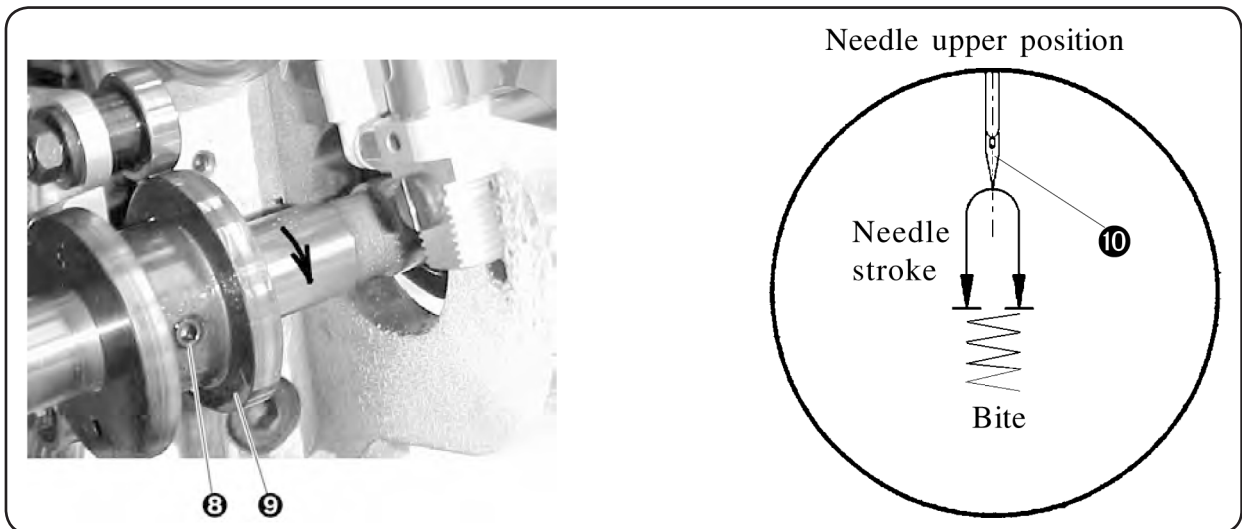 Needle upper position
Needle
stroke
❿
Bite
❽ ❾